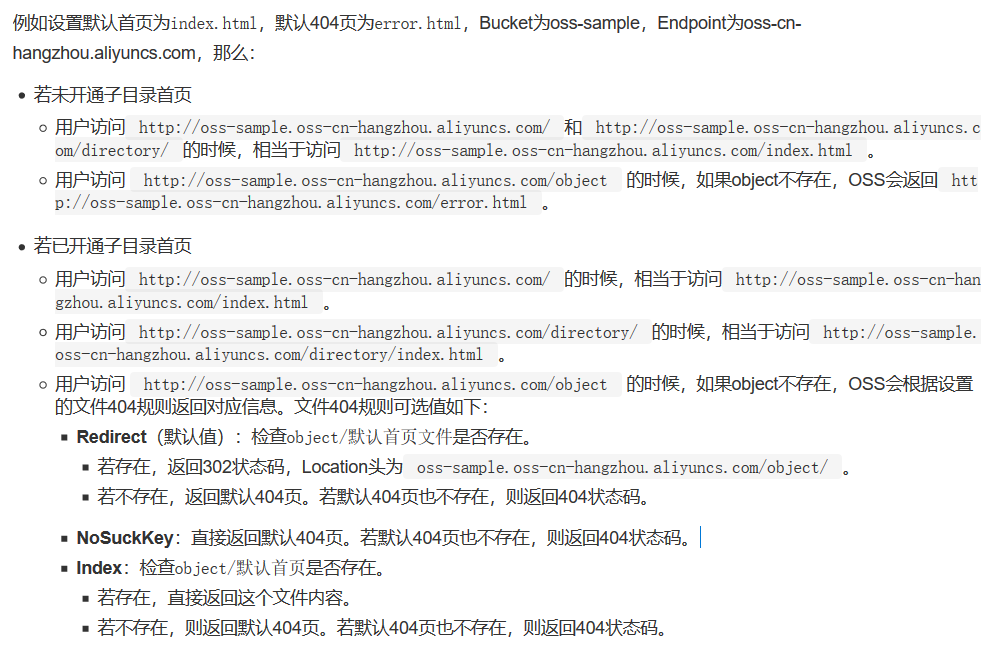 例如设置默认首页为index.html，默认404页为error.html，Bucket为oss-sample，Endpoint为oss-cn-
hangzhou.aliyuncs.com，那么：
• 若未开通子目录首页
○ 用户访问 http://oss-sample.oss-cn-hangzhou.aliyuncs.com/ 和 http://oss-sample.oss-cn-hangzhou.aliyuncs.c
om/directory/ 的时候，相当于访问 http://oss-sample.oss-cn-hangzhou.aliyuncs.com/index.html 。
○ 用户访问 http://oss-sample.oss-cn-hangzhou.aliyuncs.com/object 的时候，如果object不存在，OSS会返回 htt
p://oss-sample.oss-cn-hangzhou.aliyuncs.com/error.html 。
• 若已开通子目录首页
○ 用户访问 http://oss-sample.oss-cn-hangzhou.aliyuncs.com/ 的时候，相当于访问 http://oss-sample.oss-cn-han
gzhou.aliyuncs.com/index.html 。
○ 用户访问 http://oss-sample.oss-cn-hangzhou.aliyuncs.com/directory/ 的时候，相当于访问 http://oss-sample.
oss-cn-hangzhou.aliyuncs.com/directory/index.html 。
○ 用户访问 http://oss-sample.oss-cn-hangzhou.aliyuncs.com/object 的时候，如果object不存在，OSS会根据设置
的文件404规则返回对应信息。文件404规则可选值如下：
▪ Redirect（默认值）：检查object/默认首页文件是否存在。
▪ 若存在，返回302状态码，Location头为 oss-sample.oss-cn-hangzhou.aliyuncs.com/object/ 。
▪ 若不存在，返回默认404页。若默认404页也不存在，则返回404状态码。
▪ NoSuckKey：直接返回默认404页。若默认404页也不存在，则返回404状态码。
▪ Index：检查object/默认首页是否存在。
▪ 若存在，直接返回这个文件内容。
▪ 若不存在，则返回默认404页。若默认404页也不存在，则返回404状态码。